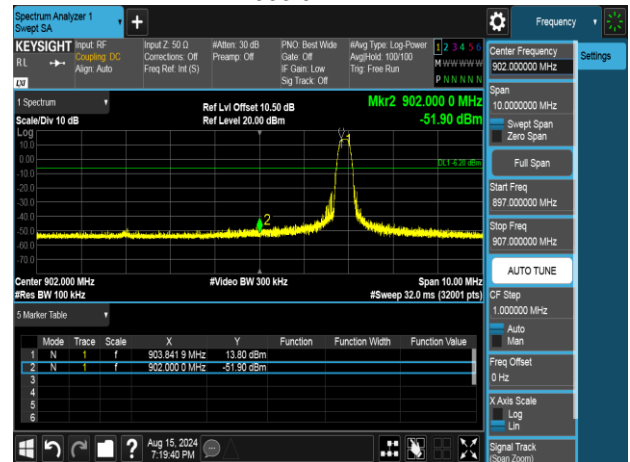 Spectrum Analyzer 1
Swept SA
Frequency
KEYSIGHT
Input: RF
Coupling: DC
Align: Auto
Input Z: 50 Ω
Corrections: Off
Freq Ref: Int (S)
#Atten: 30 dB
Preamp: Off
PNO: Best Wide
Gate: Off
IF Gain: Low
Sig Track: Off
#Avg Type: Log-Power
Avg|Hold: 100/100
Trig: Free Run
1 2 3 4 5 6
M W W W W W
P N N N N N
R L
LXI
Center Frequency
902.000000 MHz
Settings
Span
10.0000000 MHz
Swept Span
Zero Span
Full Span
Start Freq
897.000000 MHz
Stop Freq
907.000000 MHz
AUTO TUNE
CF Step
1.000000 MHz
Auto
Man
Freq Offset
0 Hz
X Axis Scale
Log
Lin
Signal Track
(Span Zoom)
1 Spectrum
Scale/Div 10 dB
Ref Lvl Offset 10.50 dB
Ref Level 20.00 dBm
Mkr2 902.000 0 MHz
-51.90 dBm
Log
10.0
0.00
-10.0
-20.0
-30.0
-40.0
-50.0
-60.0
-70.0
DL1 -6.20 dBm
2
Center 902.000 MHz
#Video BW 300 kHz
Span 10.00 MHz
#Res BW 100 kHz
#Sweep 32.0 ms (32001 pts)
5 Marker Table
Mode Trace Scale X Y Function Function Width Function Value
1 N 1 f 903.841 9 MHz 13.80 dBm
2 N 1 f 902.000 0 MHz -51.90 dBm
3
4
5
6
?
Aug 15, 2024
7:19:40 PM